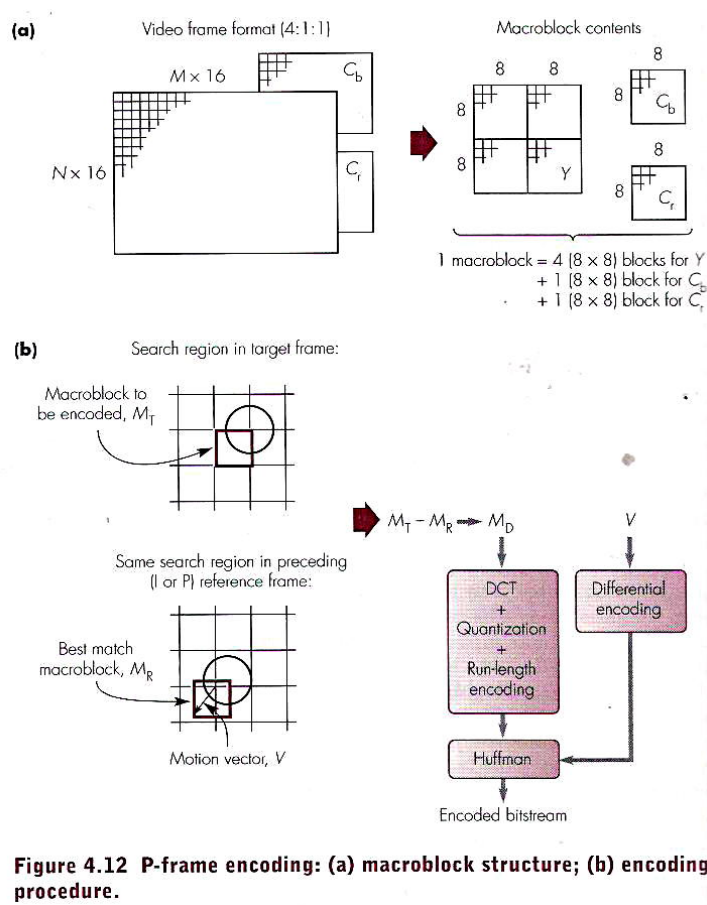 (a)
Video frame format (4:1:1)
M × 16
N × 16
C_b
C_r
Macroblock contents
8 8
8
8
Y
8
8
C_b
8
8
C_r
1 macroblock = 4 (8 × 8) blocks for Y
+ 1 (8 × 8) block for C_b
+ 1 (8 × 8) block for C_r
(b)
Search region in target frame:
Macroblock to
be encoded, M_T
Same search region in preceding
(I or P) reference frame:
Best match
macroblock, M_R
Motion vector, V
M_T – M_R M_D
V
DCT
+
Quantization
+
Run-length
encoding
Differential
encoding
Huffman
Encoded bitstream
Figure 4.12 P-frame encoding: (a) macroblock structure; (b) encoding
procedure.